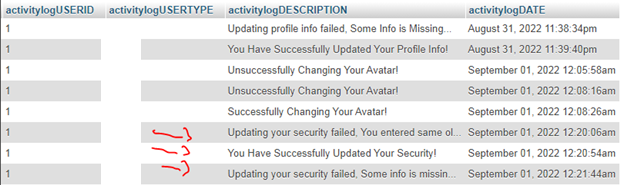 activitylogUSERID activitylogUSERTYPE activitylogDESCRIPTION activitylogDATE
1 Updating profile info failed, Some Info is Missing... August 31, 2022 11:38:34pm
1 You Have Successfully Updated Your Profile Info! August 31, 2022 11:39:40pm
1 Unsuccessfully Changing Your Avatar! September 01, 2022 12:05:58am
1 Unsuccessfully Changing Your Avatar! September 01, 2022 12:08:16am
1 Successfully Changing Your Avatar! September 01, 2022 12:08:26am
1 Updating your security failed, You entered same ol... September 01, 2022 12:20:06am
1 You Have Successfully Updated Your Security! September 01, 2022 12:20:54am
1 Updating your security failed, Some info is missin... September 01, 2022 12:21:44am